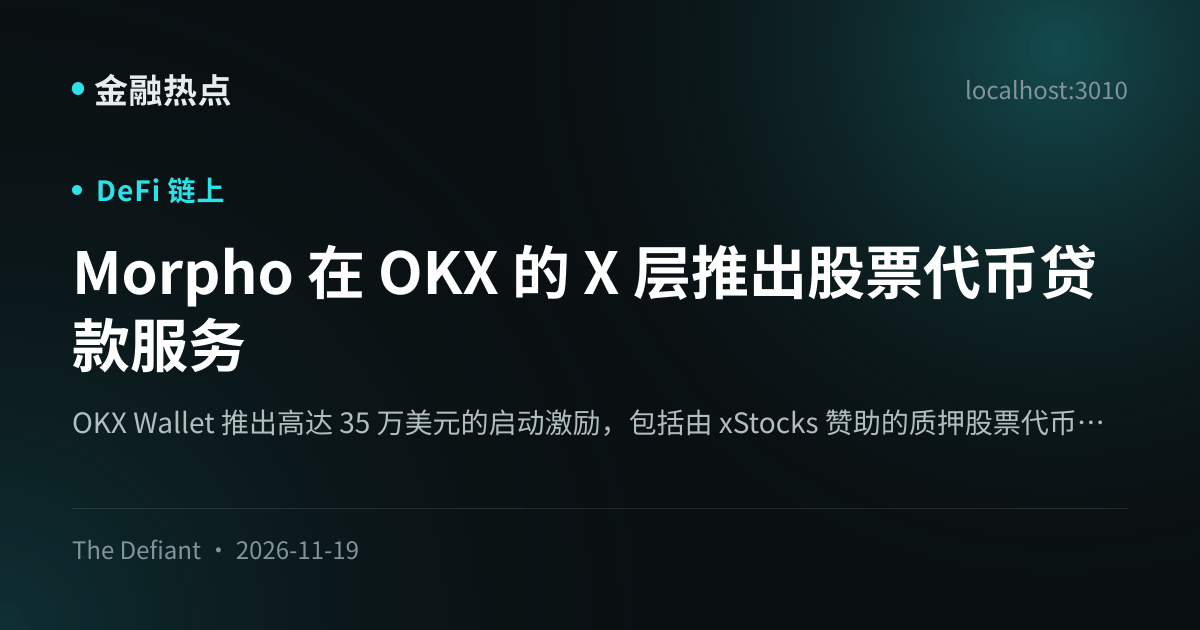 金融热点
localhost:3010
DeFi 链上
Morpho 在 OKX 的 X 层推出股票代币贷
款服务
OKX Wallet 推出高达 35 万美元的启动激励，包括由 xStocks 赞助的质押股票代币…
The Defiant · 2026-11-19